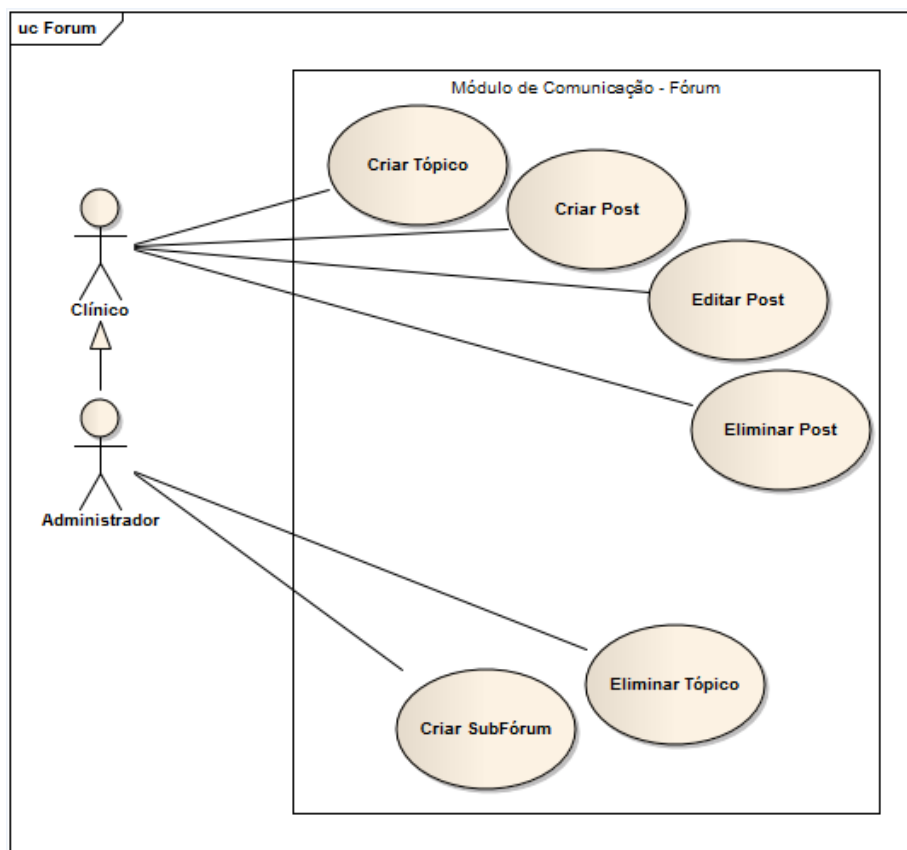 uc Forum
Módulo de Comunicação - Fórum
Criar Tópico
Criar Post
Editar Post
Clínico
Eliminar Post
Administrador
Eliminar Tópico
Criar SubFórum